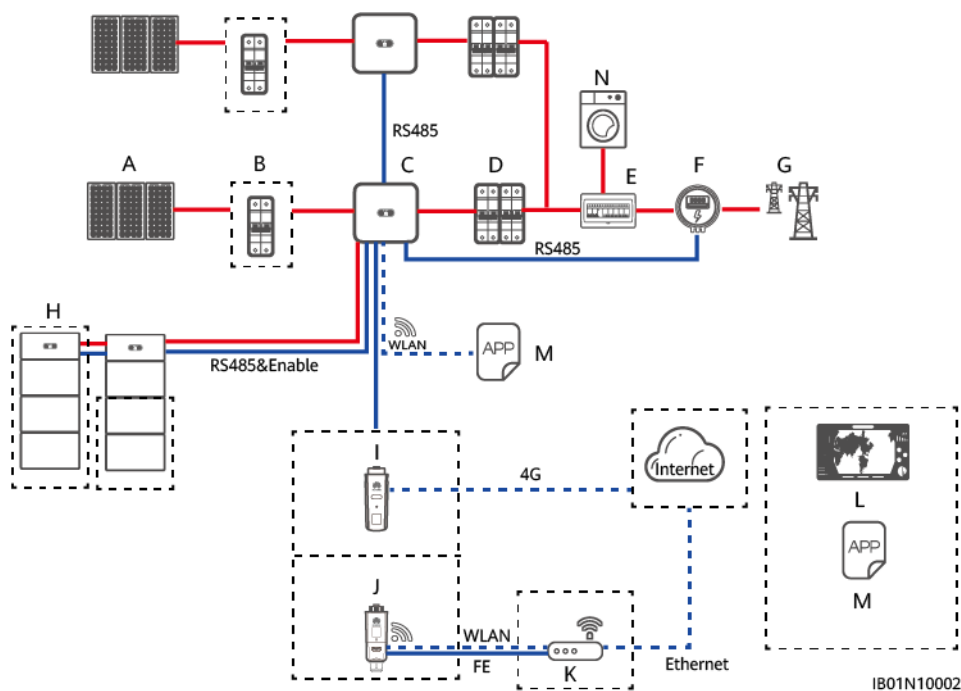 N
RS485
A
B
C
D
E
F
G
RS485
H
WLAN
APP
M
RS485&Enable
I
4G
Internet
L
APP
M
J
WLAN
FE
K
Ethernet
IB01N10002